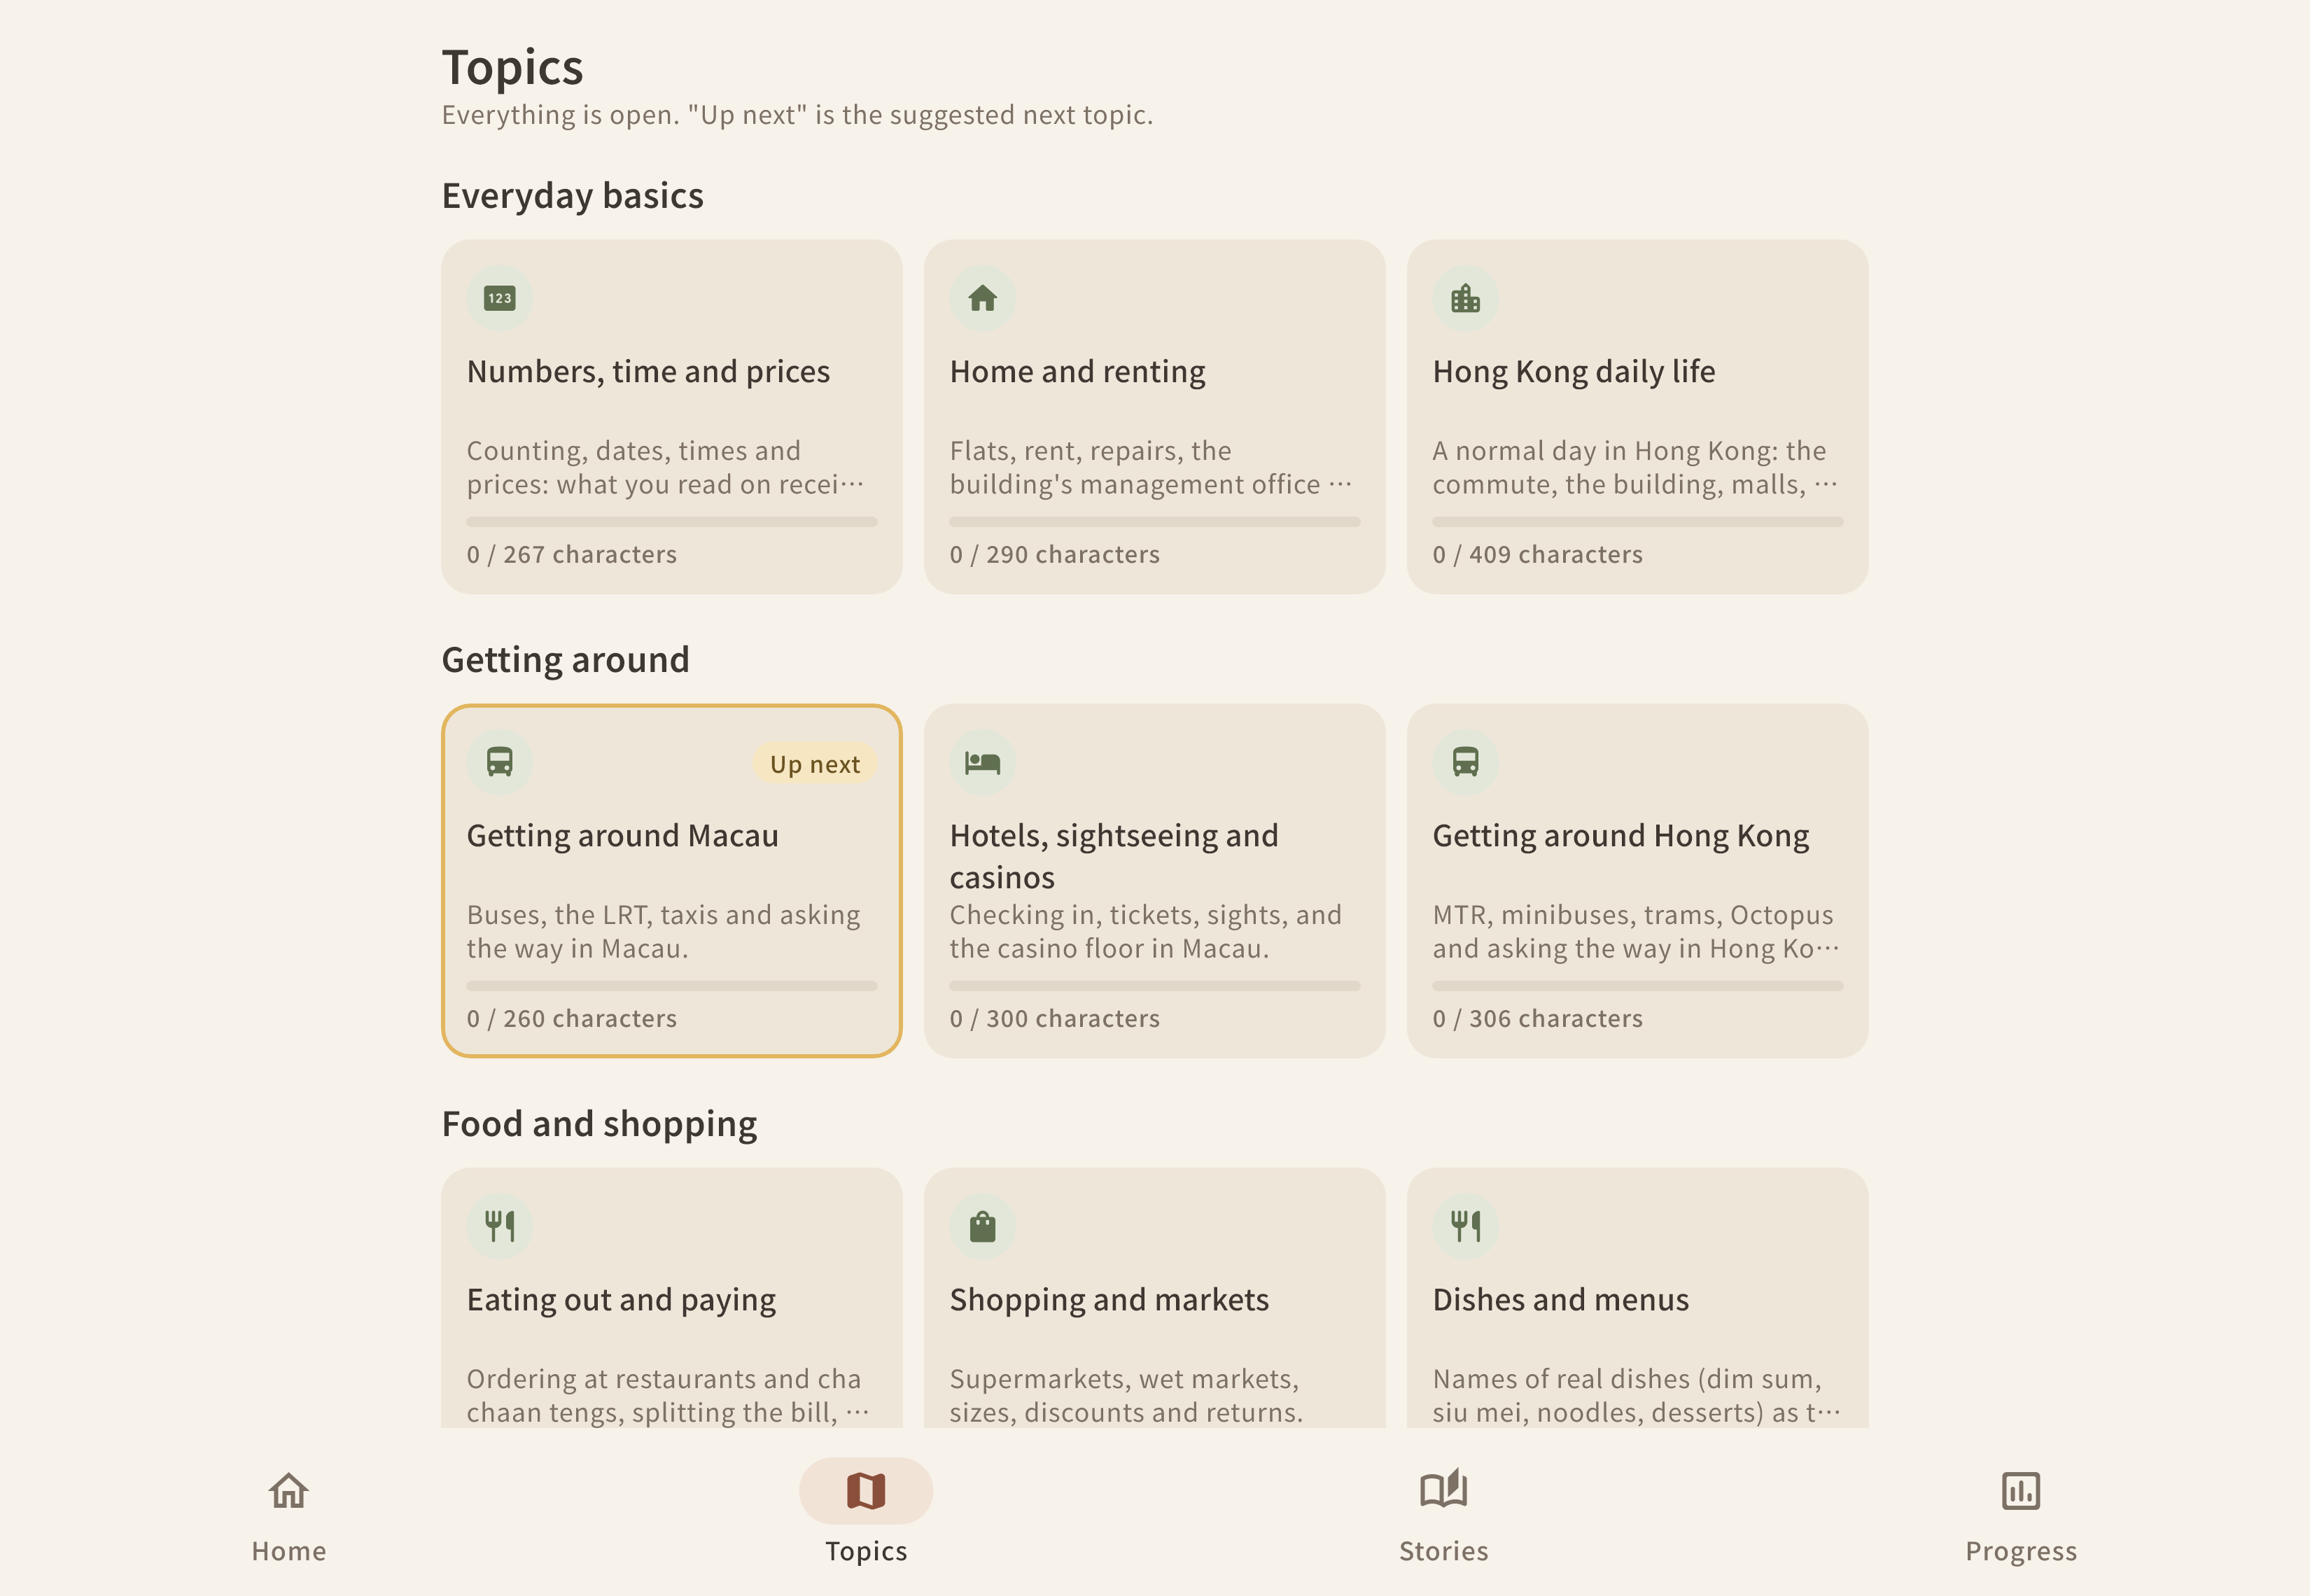 Topics
Everything is open. "Up next" is the suggested next topic.
Everyday basics
123
Numbers, time and prices
Counting, dates, times and
prices: what you read on recei…
0 / 267 characters
Home and renting
Flats, rent, repairs, the
building's management office …
0 / 290 characters
Hong Kong daily life
A normal day in Hong Kong: the
commute, the building, malls, …
0 / 409 characters
Getting around
Up next
Getting around Macau
Buses, the LRT, taxis and asking
the way in Macau.
0 / 260 characters
Hotels, sightseeing and
casinos
Checking in, tickets, sights, and
the casino floor in Macau.
0 / 300 characters
Getting around Hong Kong
MTR, minibuses, trams, Octopus
and asking the way in Hong Ko…
0 / 306 characters
Food and shopping
Eating out and paying
Ordering at restaurants and cha
chaan tengs, splitting the bill, …
Shopping and markets
Supermarkets, wet markets,
sizes, discounts and returns.
Dishes and menus
Names of real dishes (dim sum,
siu mei, noodles, desserts) as t…
Home
Topics
Stories
Progress